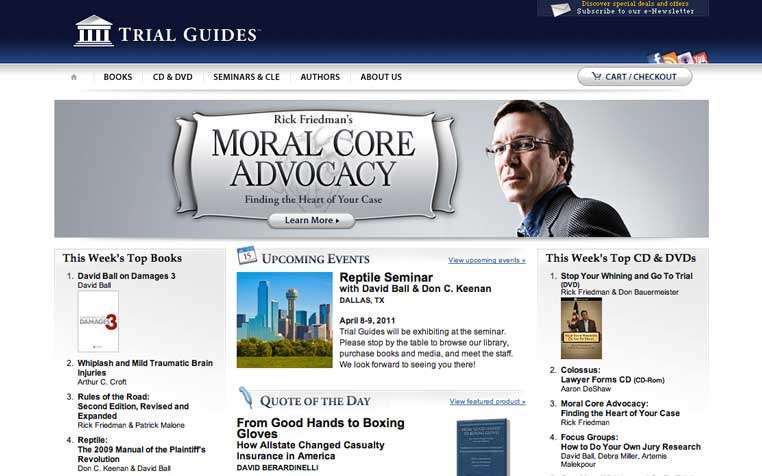 Discover special deals and offers
Subscribe to our e-Newsletter
TRIAL GUIDES
BOOKS
CD & DVD
SEMINARS & CLE
AUTHORS
ABOUT US
CART / CHECKOUT
Rick Friedman's
MORAL CORE
ADVOCACY
Finding the Heart of Your Case
Learn More
This Week's Top Books
1. David Ball on Damages 3
David Ball
DAMAGES 3
2. Whiplash and Mild Traumatic Brain
Injuries
Arthur C. Croft
3. Rules of the Road:
Second Edition, Revised and
Expanded
Rick Friedman & Patrick Malone
4. Reptile:
The 2009 Manual of the Plaintiff's
Revolution
Don C. Keenan & David Ball
15
UPCOMING EVENTS
View upcoming events »
Reptile Seminar
with David Ball & Don C. Keenan
DALLAS, TX
April 8-9, 2011
Trial Guides will be exhibiting at the seminar.
Please stop by the table to browse our library,
purchase books and media, and meet the staff.
We look forward to seeing you there!
QUOTE OF THE DAY
View featured product »
From Good Hands to Boxing
Gloves
How Allstate Changed Casualty
Insurance in America
DAVID BERARDINELLI
This Week's Top CD & DVDs
1. Stop Your Whining and Go To Trial
(DVD)
Rick Friedman & Don Bauermeister
2. Colossus:
Lawyer Forms CD (CD-Rom)
Aaron DeShaw
3. Moral Core Advocacy:
Finding the Heart of Your Case
Rick Friedman
4. Focus Groups:
How to Do Your Own Jury Research
David Ball, Debra Miller, Artemis
Malekpour